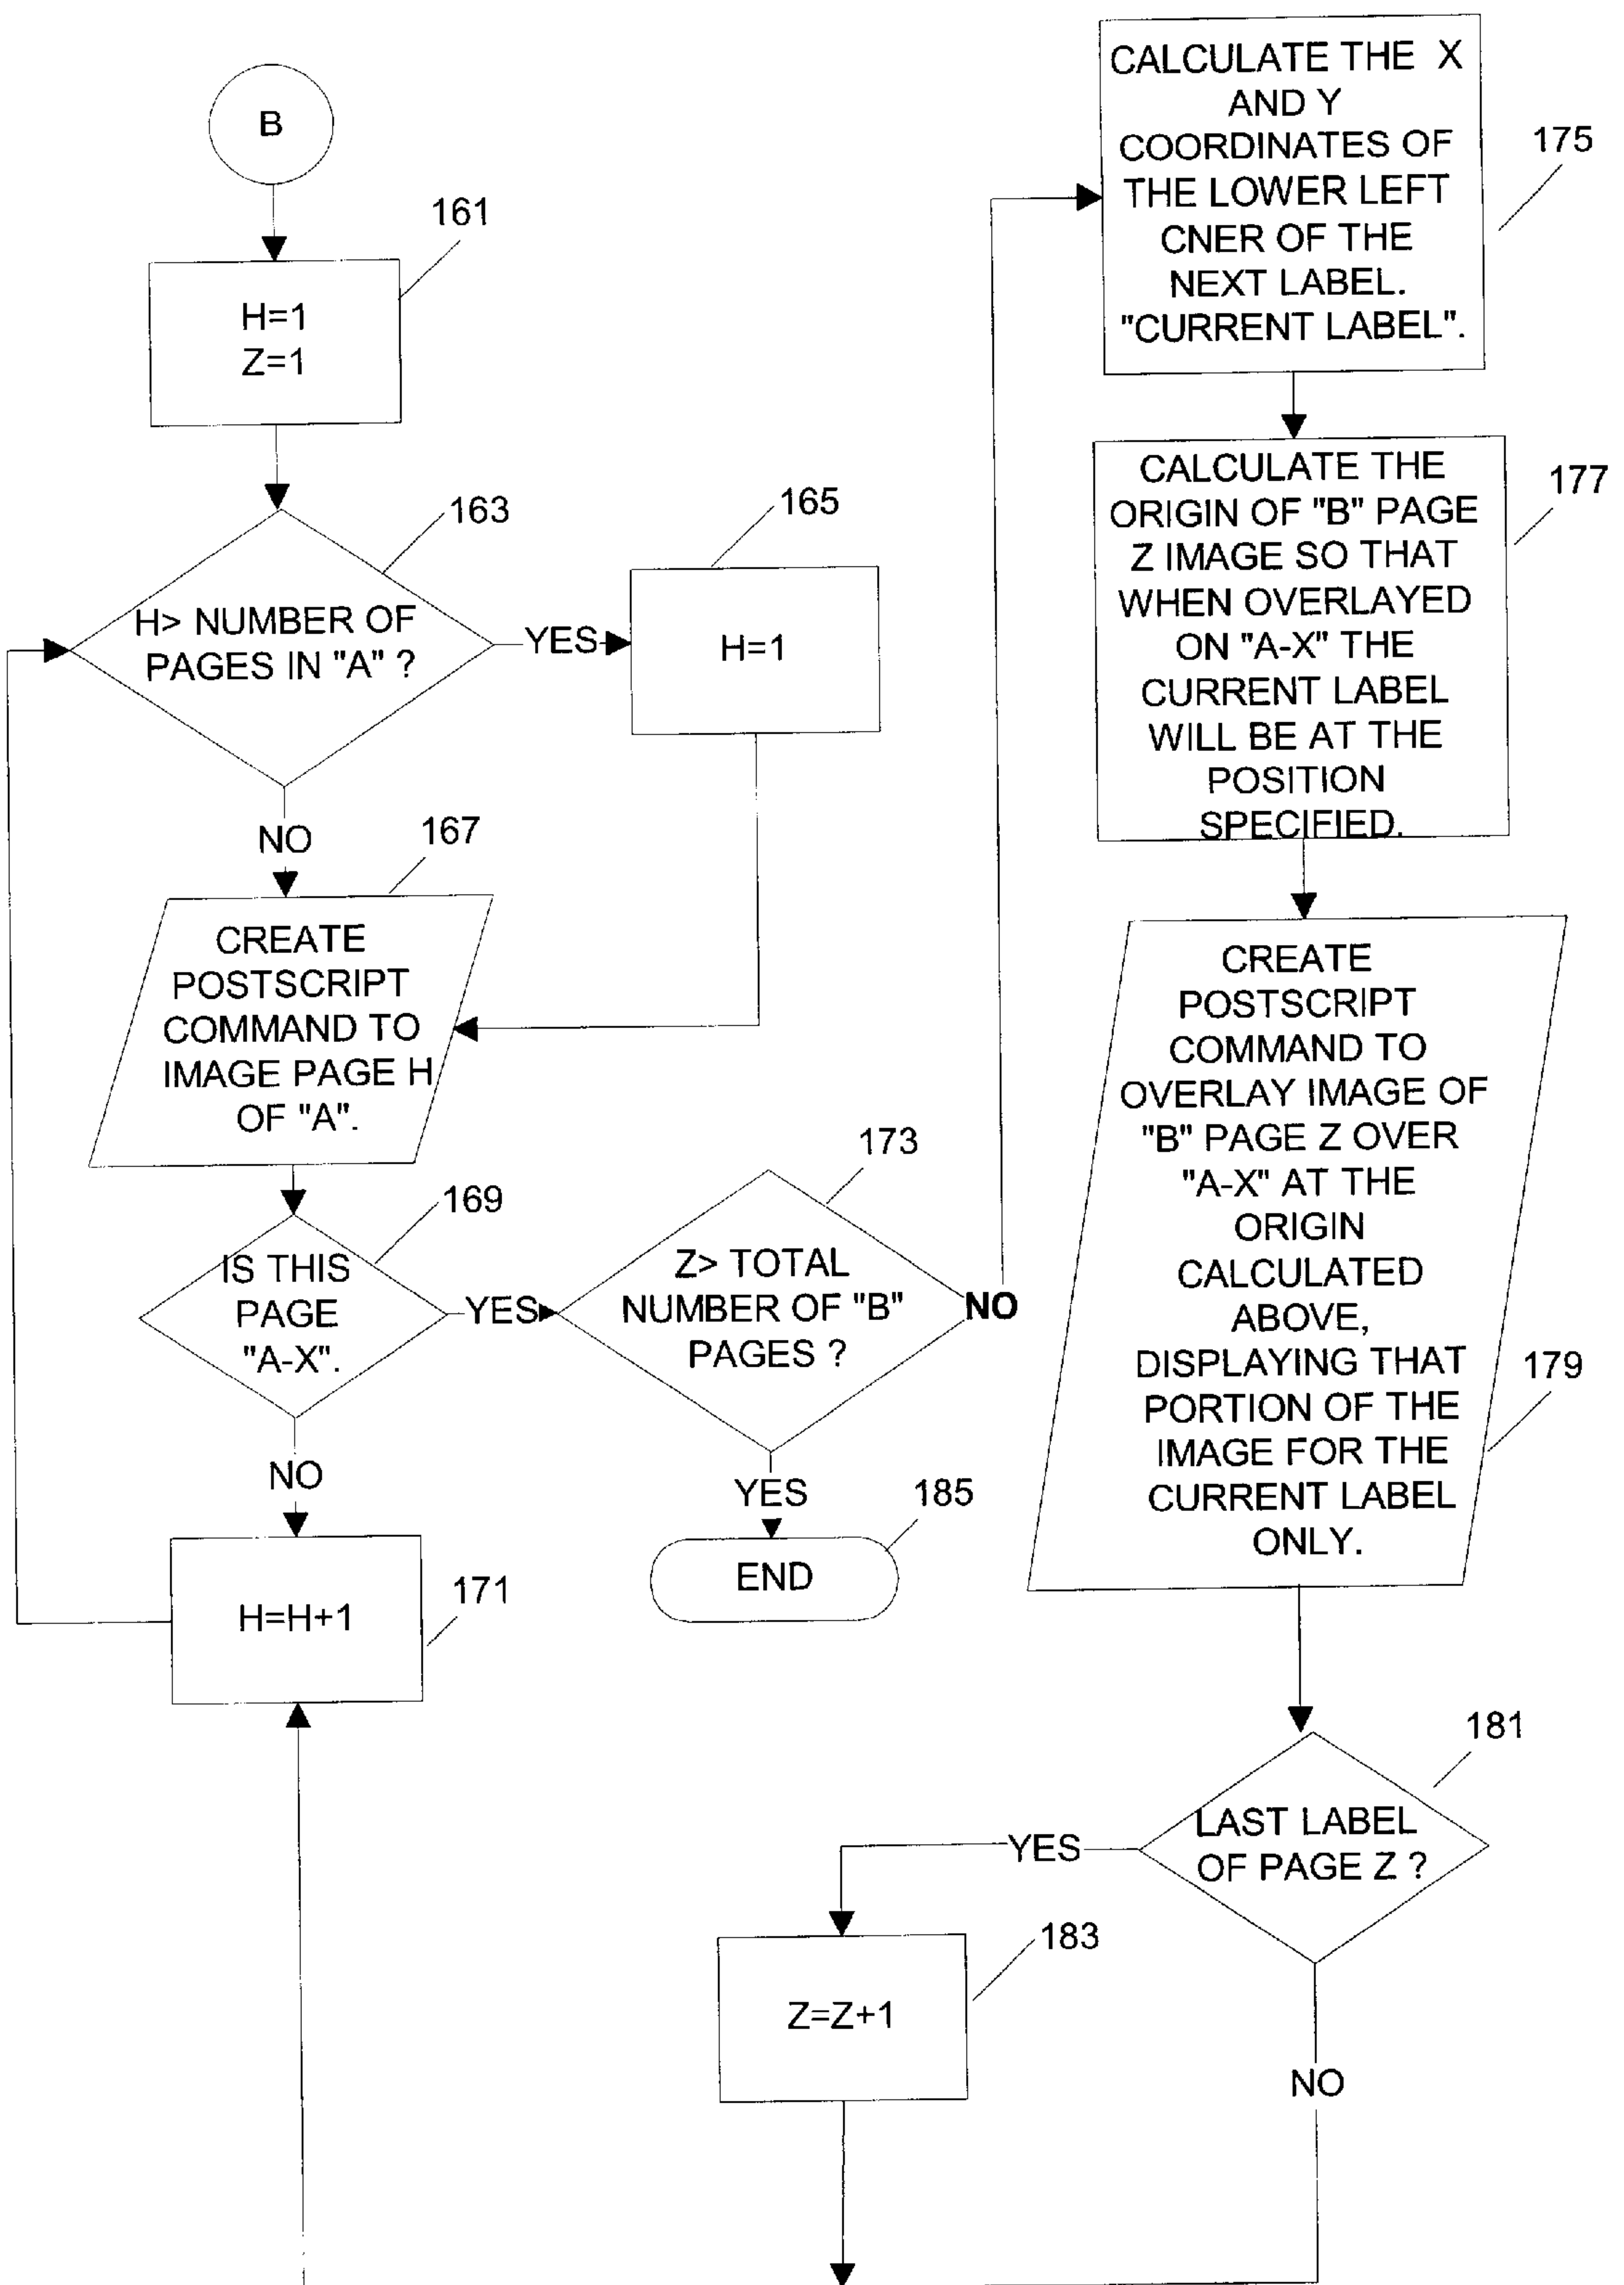 B
161
H=1
Z=1
163
H> NUMBER OF
PAGES IN "A" ?
YES
165
H=1
NO
167
CREATE
POSTSCRIPT
COMMAND TO
IMAGE PAGE H
OF "A".
169
IS THIS
PAGE
"A-X".
YES
NO
171
H=H+1
173
Z> TOTAL
NUMBER OF "B"
PAGES ?
NO
YES
185
END
CALCULATE THE X
AND Y
COORDINATES OF
THE LOWER LEFT
CNER OF THE
NEXT LABEL.
"CURRENT LABEL".
175
CALCULATE THE
ORIGIN OF "B" PAGE
Z IMAGE SO THAT
WHEN OVERLAYED
ON "A-X" THE
CURRENT LABEL
WILL BE AT THE
POSITION
SPECIFIED.
177
CREATE
POSTSCRIPT
COMMAND TO
OVERLAY IMAGE OF
"B" PAGE Z OVER
"A-X" AT THE
ORIGIN
CALCULATED
ABOVE,
DISPLAYING THAT
PORTION OF THE
IMAGE FOR THE
CURRENT LABEL
ONLY.
179
181
LAST LABEL
OF PAGE Z ?
YES
183
Z=Z+1
NO